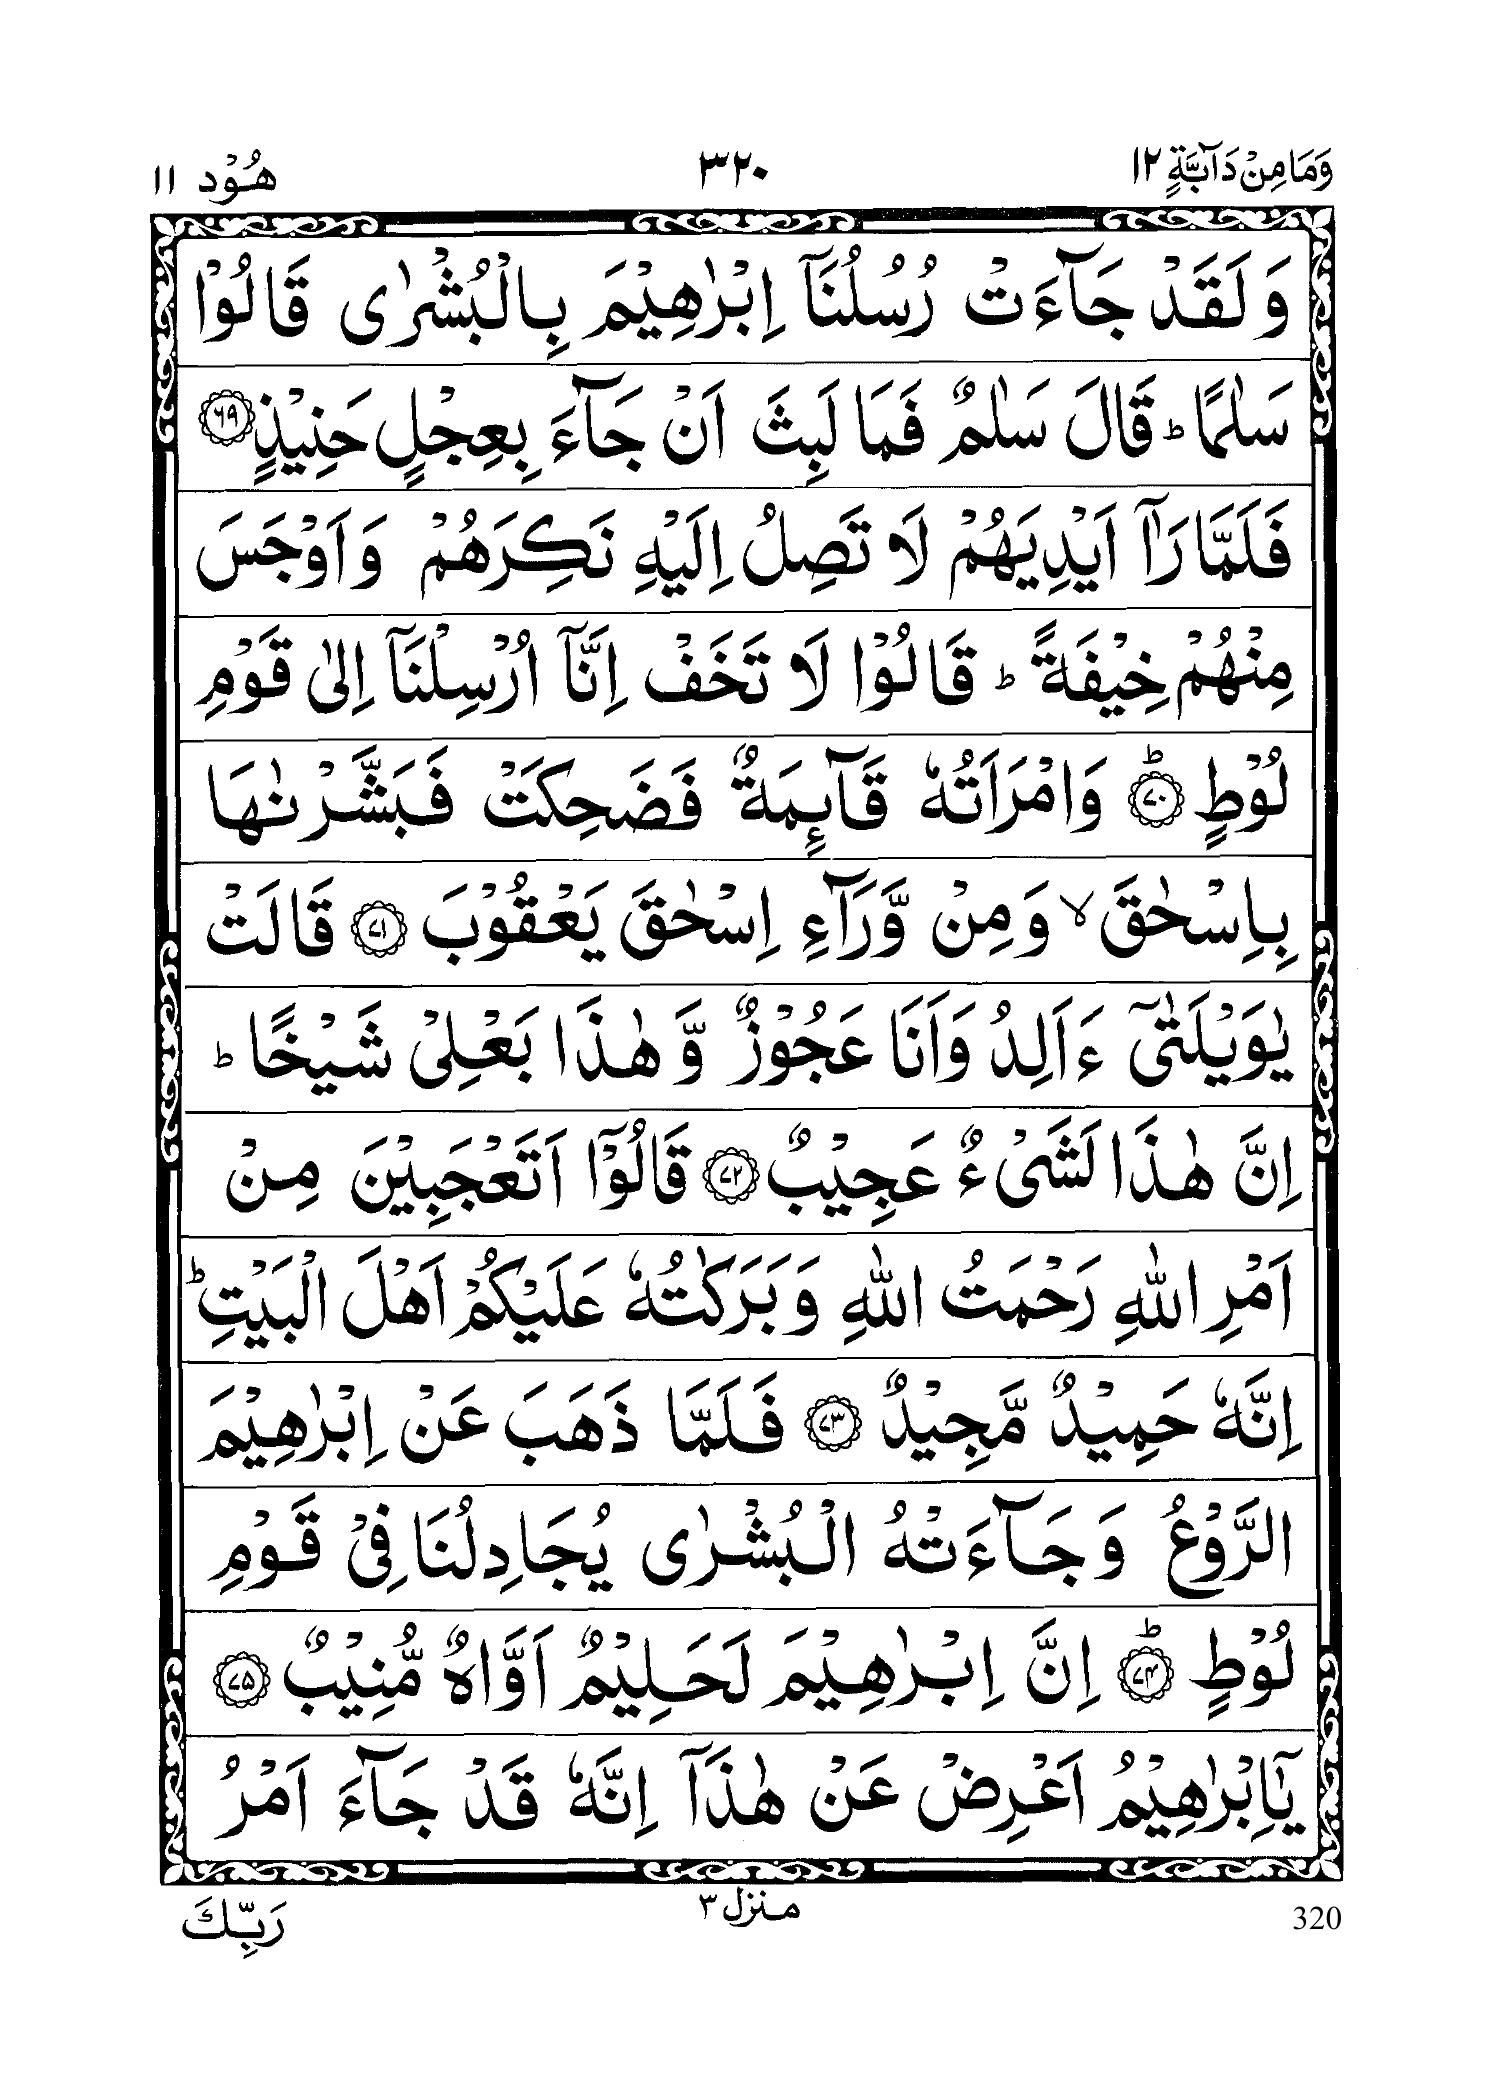 وَمَا مِنْ دَآبَّةٍ ١٢ ٣٢٠ هُوْد ١١
وَلَقَدْ جَآءَتْ رُسُلُنَاۤ اِبْرٰهِيْمَ بِالْبُشْرٰى قَالُوْا
سَلٰمًا ؕ قَالَ سَلٰمٌ فَمَا لَبِثَ اَنْ جَآءَ بِعِجْلٍ حَنِيْذٍ ﴿٦٩﴾
فَلَمَّا رَاٰۤ اَيْدِيَهُمْ لَا تَصِلُ اِلَيْهِ نَكِرَهُمْ وَاَوْجَسَ
مِنْهُمْ خِيْفَةً ؕ قَالُوْا لَا تَخَفْ اِنَّاۤ اُرْسِلْنَاۤ اِلٰى قَوْمِ
لُوْطٍ ؕ﴿٧٠﴾ وَامْرَاَتُهٗ قَآئِمَةٌ فَضَحِكَتْ فَبَشَّرْنٰهَا
بِاِسْحٰقَ ۙ وَمِنْ وَّرَآءِ اِسْحٰقَ يَعْقُوْبَ ﴿٧١﴾ قَالَتْ
يٰوَيْلَتٰٓى ءَاَلِدُ وَاَنَا عَجُوْزٌ وَّهٰذَا بَعْلِيْ شَيْخًا ؕ
اِنَّ هٰذَا لَشَيْءٌ عَجِيْبٌ ﴿٧٢﴾ قَالُوْۤا اَتَعْجَبِيْنَ مِنْ
اَمْرِ اللّٰهِ رَحْمَتُ اللّٰهِ وَبَرَكٰتُهٗ عَلَيْكُمْ اَهْلَ الْبَيْتِ ؕ
اِنَّهٗ حَمِيْدٌ مَّجِيْدٌ ﴿٧٣﴾ فَلَمَّا ذَهَبَ عَنْ اِبْرٰهِيْمَ
الرَّوْعُ وَجَآءَتْهُ الْبُشْرٰى يُجَادِلُنَا فِيْ قَوْمِ
لُوْطٍ ؕ﴿٧٤﴾ اِنَّ اِبْرٰهِيْمَ لَحَلِيْمٌ اَوَّاهٌ مُّنِيْبٌ ﴿٧٥﴾
يٰۤاِبْرٰهِيْمُ اَعْرِضْ عَنْ هٰذَاۤ اِنَّهٗ قَدْ جَآءَ اَمْرُ
320 منزل ٣ رَبِّكَ